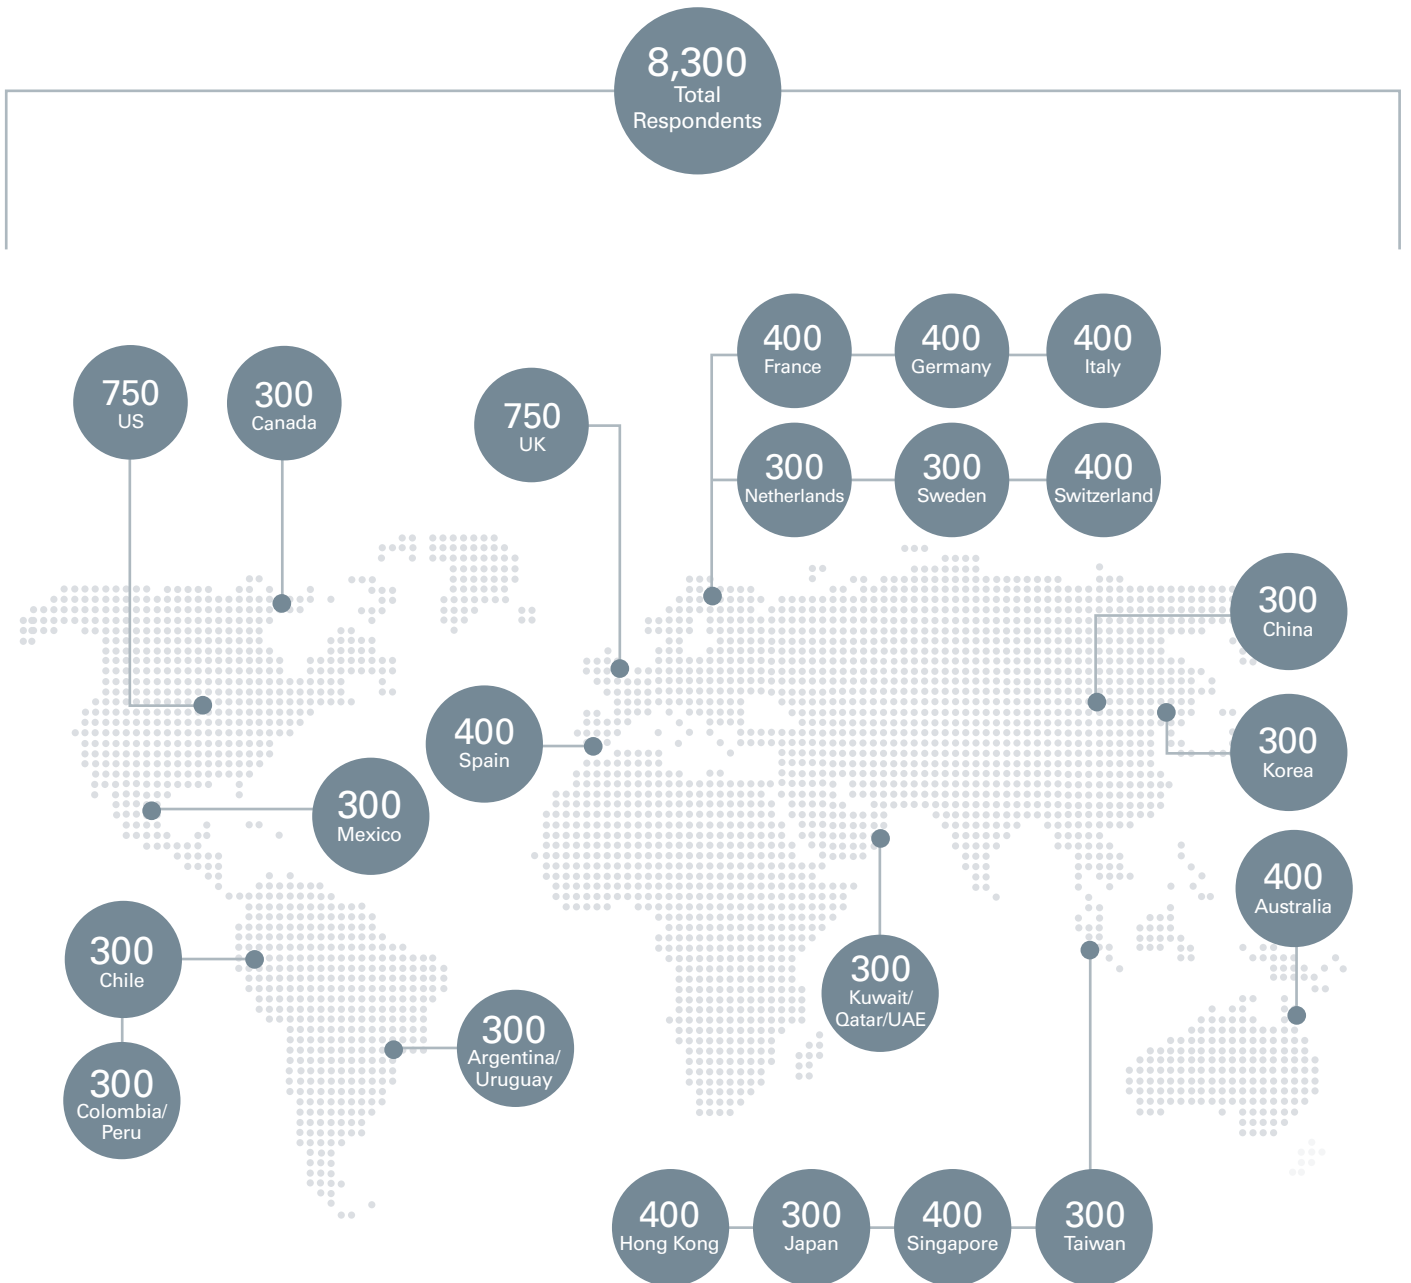 8,300
Total
Respondents
400
France
400
Germany
400
Italy
750
US
300
Canada
750
UK
300
Netherlands
300
Sweden
400
Switzerland
300
China
400
Spain
300
Korea
300
Mexico
400
Australia
300
Chile
300
Kuwait/
Qatar/UAE
300
Argentina/
Uruguay
300
Colombia/
Peru
400
Hong Kong
300
Japan
400
Singapore
300
Taiwan